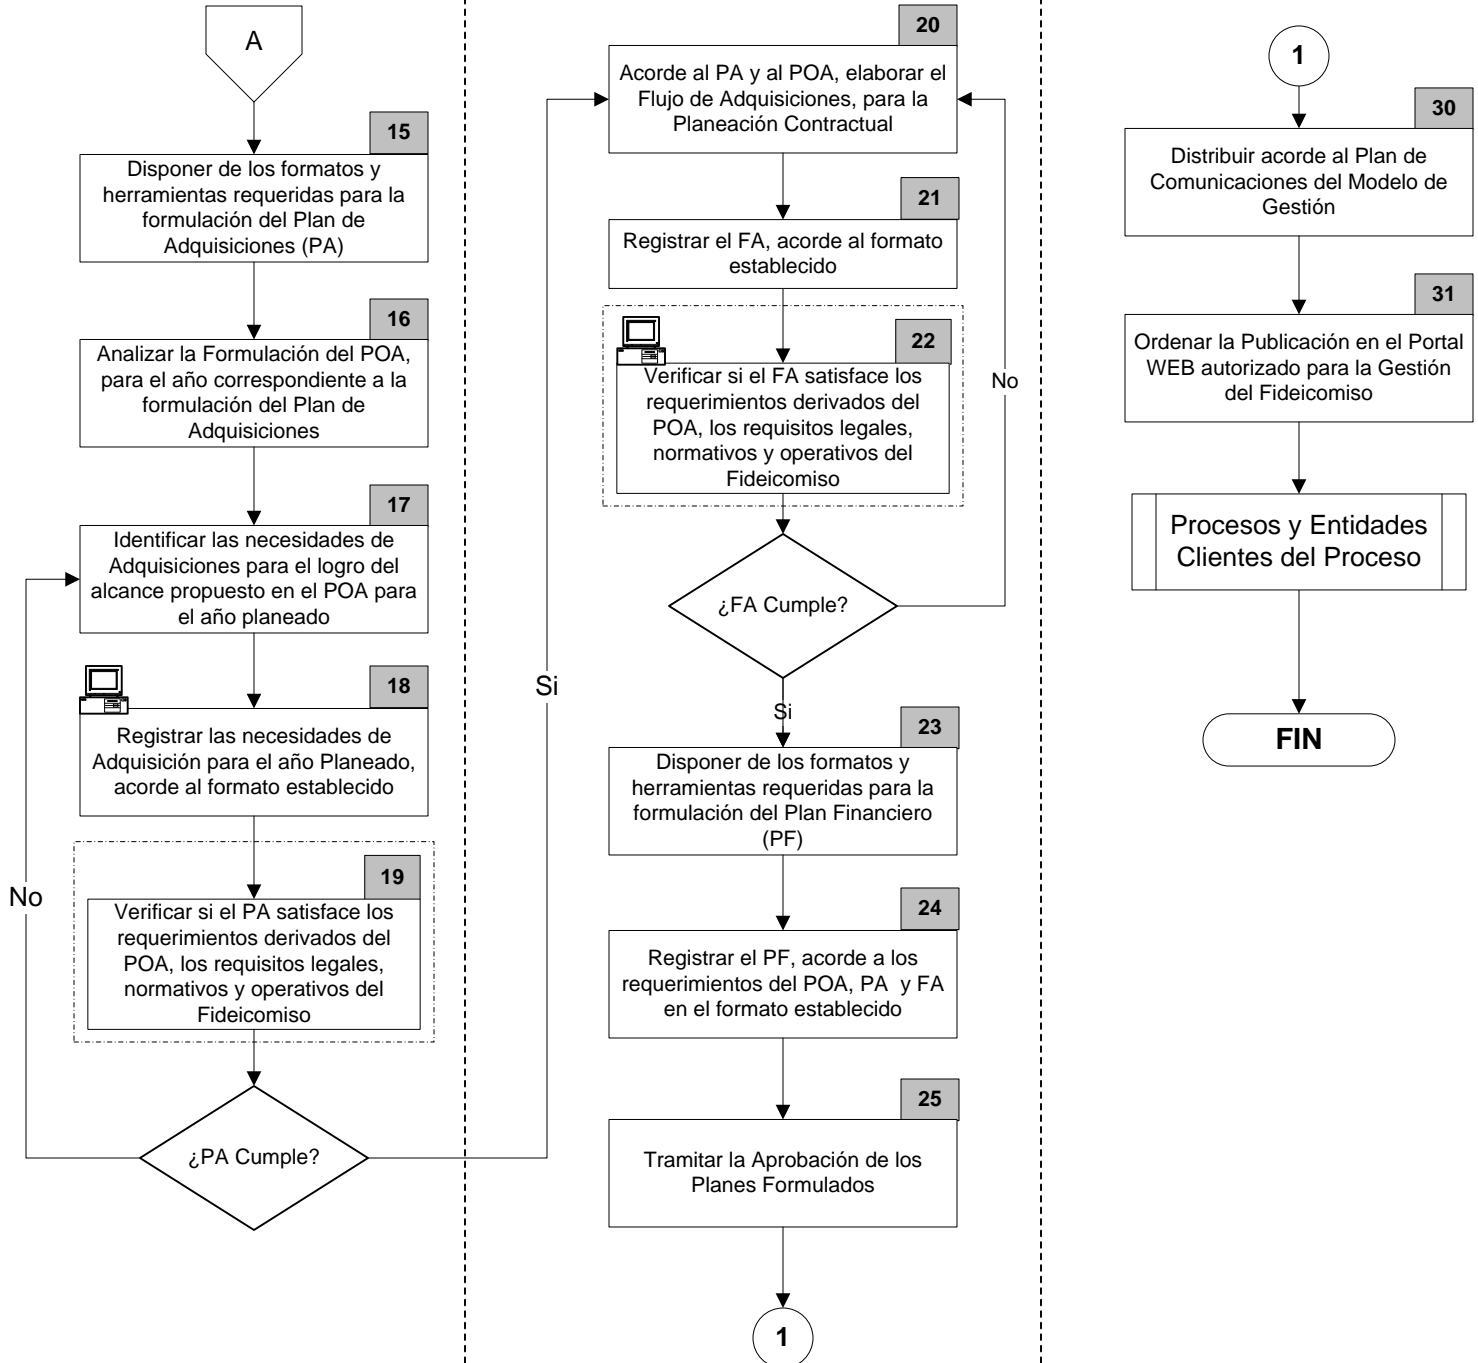 A
15
Disponer de los formatos y
herramientas requeridas para la
formulación del Plan de
Adquisiciones (PA)
16
Analizar la Formulación del POA,
para el año correspondiente a la
formulación del Plan de
Adquisiciones
17
Identificar las necesidades de
Adquisiciones para el logro del
alcance propuesto en el POA para
el año planeado
18
Registrar las necesidades de
Adquisición para el año Planeado,
acorde al formato establecido
19
Verificar si el PA satisface los
requerimientos derivados del
POA, los requisitos legales,
normativos y operativos del
Fideicomiso
No
¿PA Cumple?
Si
20
Acorde al PA y al POA, elaborar el
Flujo de Adquisiciones, para la
Planeación Contractual
21
Registrar el FA, acorde al formato
establecido
22
Verificar si el FA satisface los
requerimientos derivados del
POA, los requisitos legales,
normativos y operativos del
Fideicomiso
No
¿FA Cumple?
Si
23
Disponer de los formatos y
herramientas requeridas para la
formulación del Plan Financiero
(PF)
24
Registrar el PF, acorde a los
requerimientos del POA, PA y FA
en el formato establecido
25
Tramitar la Aprobación de los
Planes Formulados
1
1
30
Distribuir acorde al Plan de
Comunicaciones del Modelo de
Gestión
31
Ordenar la Publicación en el Portal
WEB autorizado para la Gestión
del Fideicomiso
Procesos y Entidades
Clientes del Proceso
FIN